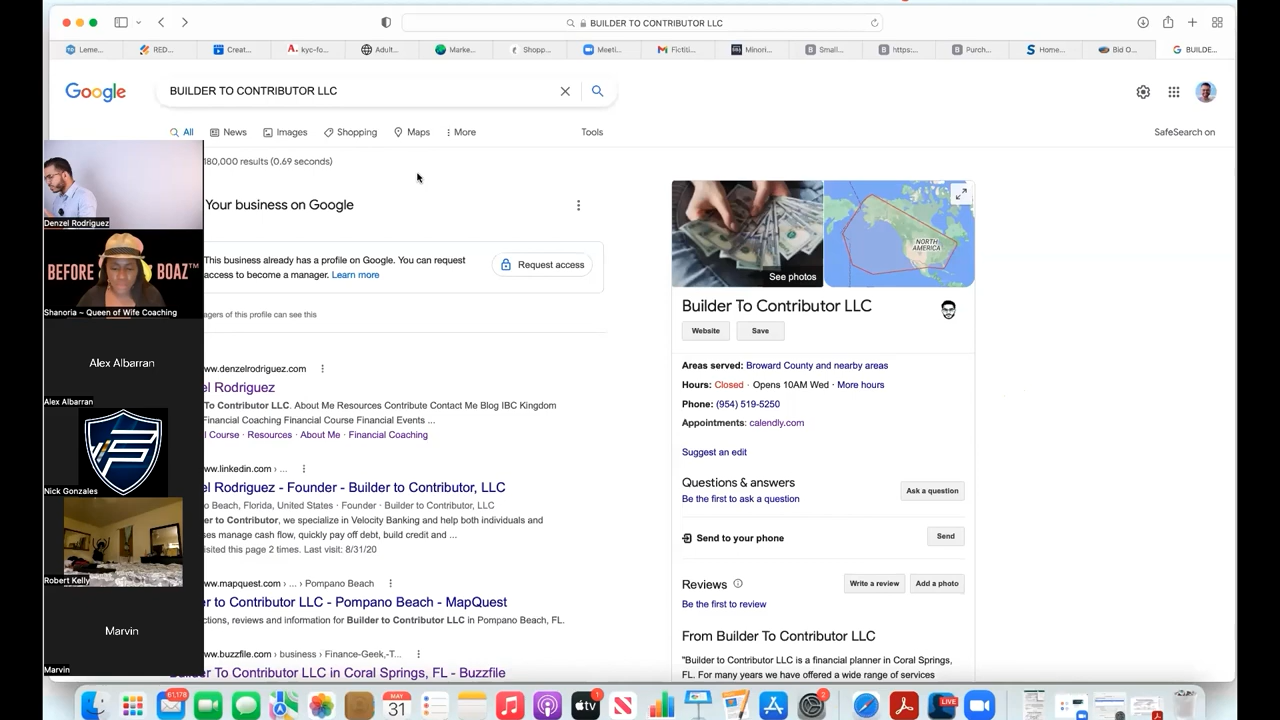 BUILDER TO CONTRIBUTOR LLC
Leme...
RED...
Creat...
kyc-fo...
Adult...
Marke...
Shopp...
Meeti...
Fictiti...
Minori...
Small...
https:...
Purch...
Home...
Bid O...
BUILDE...
Google
BUILDER TO CONTRIBUTOR LLC
All
News
Images
Shopping
Maps
More
Tools
SafeSearch on
180,000 results (0.69 seconds)
Your business on Google
This business already has a profile on Google. You can request
access to become a manager. Learn more
Request access
agers of this profile can see this
ww.denzelrodriguez.com
el Rodriguez
To Contributor LLC. About Me Resources Contribute Contact Me Blog IBC Kingdom
Financial Coaching Financial Course Financial Events ...
l Course · Resources · About Me · Financial Coaching
ww.linkedin.com › ...
el Rodriguez - Founder - Builder to Contributor, LLC
o Beach, Florida, United States · Founder · Builder to Contributor, LLC
er to Contributor, we specialize in Velocity Banking and help both individuals and
ses manage cash flow, quickly pay off debt, build credit and ...
isited this page 2 times. Last visit: 8/31/20
ww.mapquest.com › ... › Pompano Beach
er to Contributor LLC - Pompano Beach - MapQuest
ctions, reviews and information for Builder to Contributor LLC in Pompano Beach, FL.
ww.buzzfile.com › business › Finance-Geek,-T...
er To Contributor LLC in Coral Springs, FL - Buzzfile
Denzel Rodriguez
BEFORE BOAZ™
Shanoria ~ Queen of Wife Coaching
Alex Albarran
Alex Albarran
Nick Gonzales
Robert Kelly
Marvin
Marvin
See photos
NORTH
AMERICA
Builder To Contributor LLC
Website
Save
Areas served: Broward County and nearby areas
Hours: Closed · Opens 10AM Wed · More hours
Phone: (954) 519-5250
Appointments: calendly.com
Suggest an edit
Questions & answers
Be the first to ask a question
Ask a question
Send to your phone
Send
Reviews
Write a review
Add a photo
Be the first to review
From Builder To Contributor LLC
"Builder to Contributor LLC is a financial planner in Coral Springs,
FL. For many years we have offered a wide range of services
61,178
MAY
31
tv
1
2
LIVE